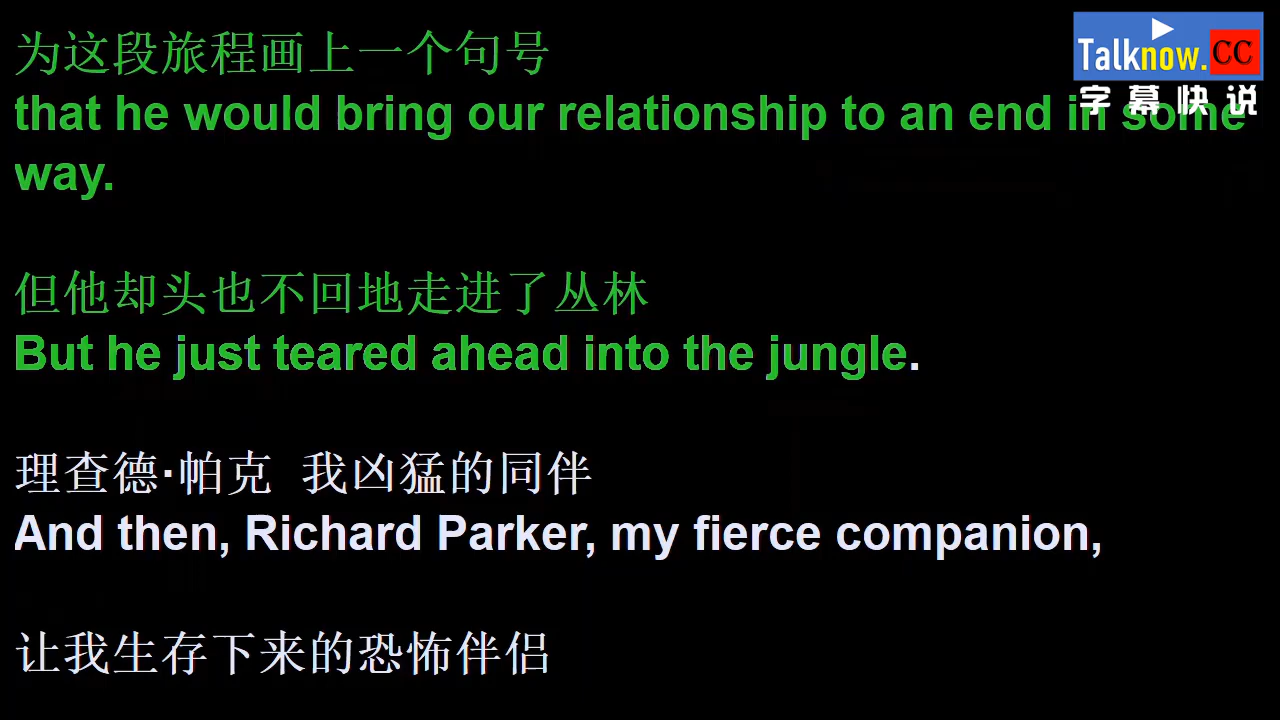 为这段旅程画上一个句号
that he would bring our relationship to an end in some
way.
但他却头也不回地走进了丛林
But he just teared ahead into the jungle.
理查德·帕克 我凶猛的同伴
And then, Richard Parker, my fierce companion,
让我生存下来的恐怖伴侣
Talknow.CC
字幕快说